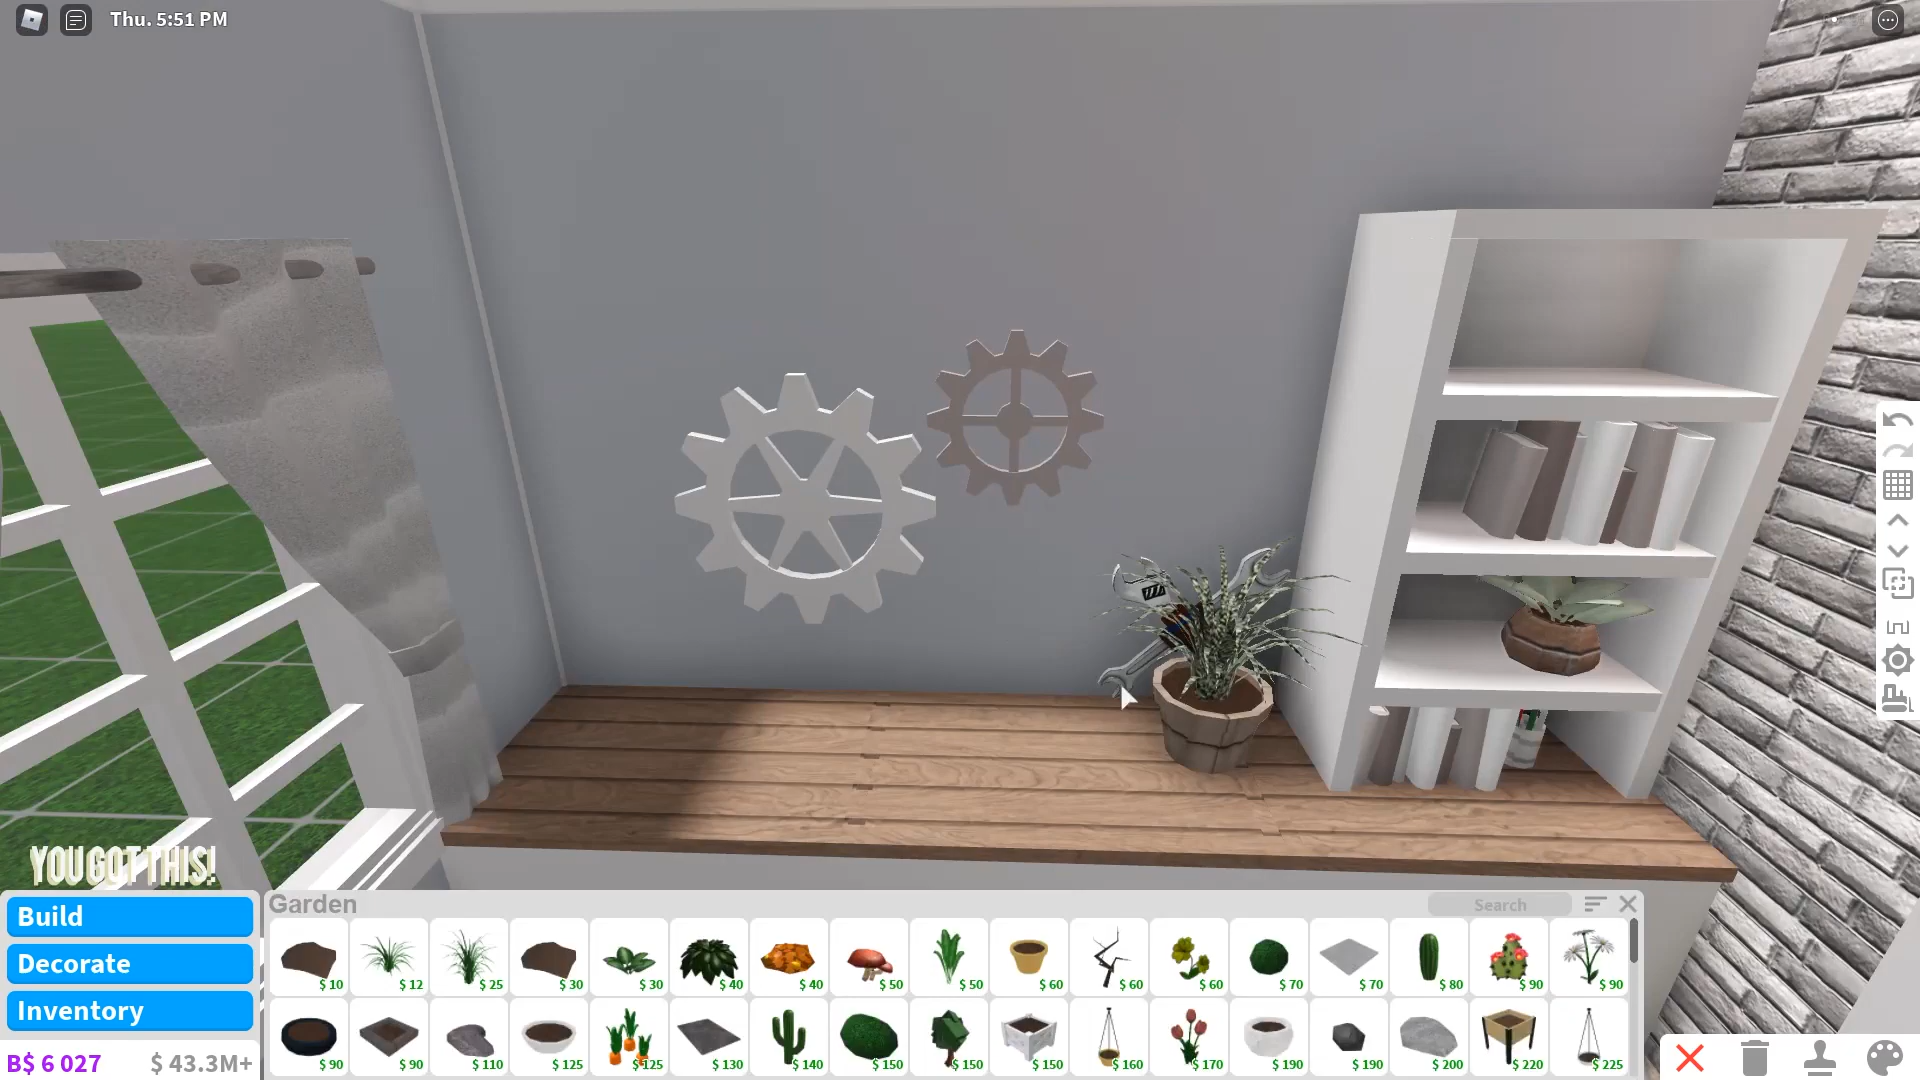 Thu. 5:51 PM
YOU GOT THIS!
Build
Decorate
Inventory
B$ 6 027
$ 43.3M+
Garden
Search
$ 10 $ 12 $ 25 $ 30 $ 30 $ 40 $ 40 $ 50 $ 50 $ 60 $ 60 $ 60 $ 70 $ 70 $ 80 $ 90 $ 90
$ 90 $ 90 $ 110 $ 125 $ 125 $ 130 $ 140 $ 150 $ 150 $ 150 $ 160 $ 170 $ 190 $ 190 $ 200 $ 220 $ 225